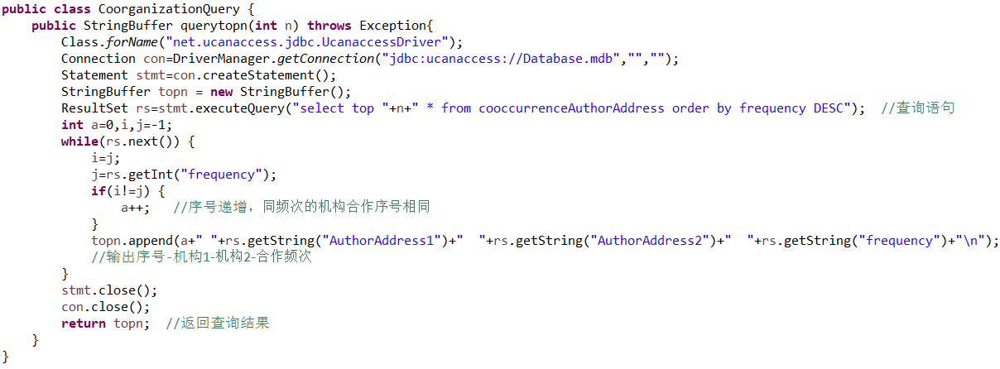 public class CoorganizationQuery {
    public StringBuffer querytopn(int n) throws Exception{
        Class.forName("net.ucanaccess.jdbc.UcanaccessDriver");
        Connection con=DriverManager.getConnection("jdbc:ucanaccess://Database.mdb","","");
        Statement stmt=con.createStatement();
        StringBuffer topn = new StringBuffer();
        ResultSet rs=stmt.executeQuery("select top "+n+" * from cooccurrenceAuthorAddress order by frequency DESC");  //查询语句
        int a=0,i,j=-1;
        while(rs.next()) {
            i=j;
            j=rs.getInt("frequency");
            if(i!=j) {
                a++;   //序号递增，同频次的机构合作序号相同
            }
            topn.append(a+" "+rs.getString("AuthorAddress1")+"  "+rs.getString("AuthorAddress2")+"  "+rs.getString("frequency")+"\n");
            //输出序号-机构1-机构2-合作频次
        }
        stmt.close();
        con.close();
        return topn;  //返回查询结果
    }
}